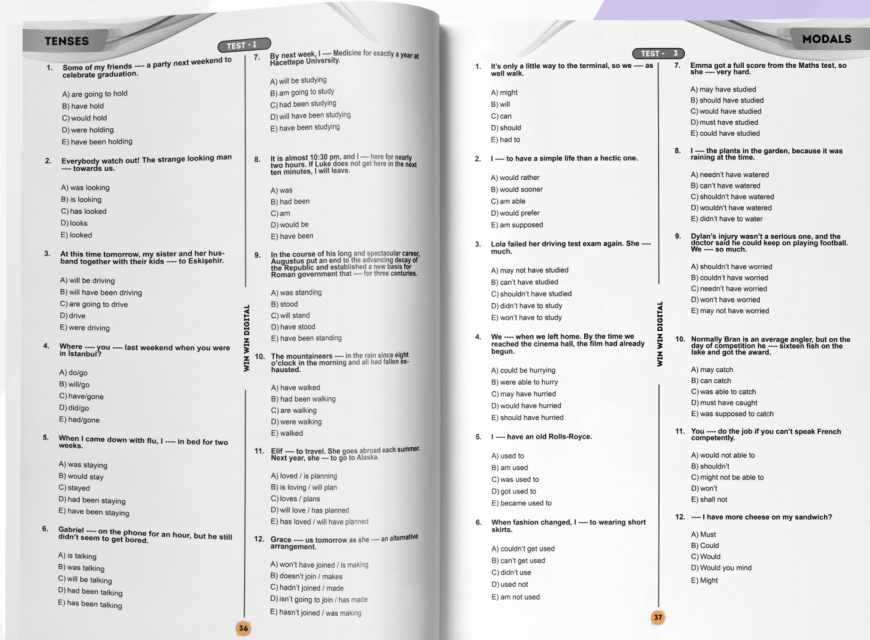 TENSES
TEST - 1
1. Some of my friends ---- a party next weekend to
celebrate graduation.
A) are going to hold
B) have hold
C) would hold
D) were holding
E) have been holding
2. Everybody watch out! The strange looking man
---- towards us.
A) was looking
B) is looking
C) has looked
D) looks
E) looked
3. At this time tomorrow, my sister and her hus-
band together with their kids ---- to Eskişehir.
A) will be driving
B) will have been driving
C) are going to drive
D) drive
E) were driving
4. Where ---- you ---- last weekend when you were
in İstanbul?
A) do/go
B) will/go
C) have/gone
D) did/go
E) had/gone
5. When I came down with flu, I ---- in bed for two
weeks.
A) was staying
B) would stay
C) stayed
D) had been staying
E) have been staying
6. Gabriel ---- on the phone for an hour, but he still
didn't seem to get bored.
A) is talking
B) was talking
C) will be talking
D) had been talking
E) has been talking
WIN WIN DIGITAL
7. By next week, I ---- Medicine for exactly a year at
Hacettepe University.
A) will be studying
B) am going to study
C) had been studying
D) will have been studying
E) have been studying
8. It is almost 10:30 pm, and I ---- here for nearly
two hours. If Luke does not get here in the next
ten minutes, I will leave.
A) was
B) had been
C) am
D) would be
E) have been
9. In the course of his long and spectacular career,
Augustus put an end to the advancing decay of
the Republic and established a new basis for
Roman government that ---- for three centuries.
A) was standing
B) stood
C) will stand
D) have stood
E) have been standing
10. The mountaineers ---- in the rain since eight
o'clock in the morning and all had fallen ex-
hausted.
A) have walked
B) had been walking
C) are walking
D) were walking
E) walked
11. Elif ---- to travel. She goes abroad each summer.
Next year, she --- to go to Alaska.
A) loved / is planning
B) is loving / will plan
C) loves / plans
D) will love / has planned
E) has loved / will have planned
12. Grace ---- us tomorrow as she ---- an alternative
arrangement.
A) won't have joined / is making
B) doesn't join / makes
C) hadn't joined / made
D) isn't going to join / has made
E) hasn't joined / was making
36
MODALS
TEST - 3
1. It's only a little way to the terminal, so we ---- as
well walk.
A) might
B) will
C) can
D) should
E) had to
2. I ---- to have a simple life than a hectic one.
A) would rather
B) would sooner
C) am able
D) would prefer
E) am supposed
3. Lola failed her driving test exam again. She ----
much.
A) may not have studied
B) can't have studied
C) shouldn't have studied
D) didn't have to study
E) won't have to study
4. We ---- when we left home. By the time we
reached the cinema hall, the film had already
begun.
A) could be hurrying
B) were able to hurry
C) may have hurried
D) would have hurried
E) should have hurried
5. I ---- have an old Rolls-Royce.
A) used to
B) am used
C) was used to
D) got used to
E) became used to
6. When fashion changed, I ---- to wearing short
skirts.
A) couldn't get used
B) can't get used
C) didn't use
D) used not
E) am not used
WIN WIN DIGITAL
7. Emma got a full score from the Maths test, so
she ---- very hard.
A) may have studied
B) should have studied
C) would have studied
D) must have studied
E) could have studied
8. I ---- the plants in the garden, because it was
raining at the time.
A) needn't have watered
B) can't have watered
C) shouldn't have watered
D) wouldn't have watered
E) didn't have to water
9. Dylan's injury wasn't a serious one, and the
doctor said he could keep on playing football.
We ---- so much.
A) shouldn't have worried
B) couldn't have worried
C) needn't have worried
D) won't have worried
E) may not have worried
10. Normally Bran is an average angler, but on the
day of competition he ---- sixteen fish on the
lake and got the award.
A) may catch
B) can catch
C) was able to catch
D) must have caught
E) was supposed to catch
11. You ---- do the job if you can't speak French
competently.
A) would not able to
B) shouldn't
C) might not be able to
D) won't
E) shall not
12. ---- I have more cheese on my sandwich?
A) Must
B) Could
C) Would
D) Would you mind
E) Might
37